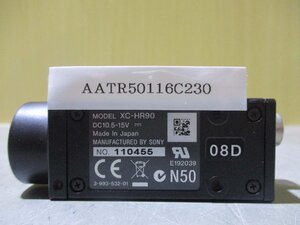 AATR50116C230
MODEL XC-HR90
DC10.5-15V ⎓
Made In Japan
MANUFACTURED BY SONY
NO. 110455
E192039
3-993-532-01
N50
08D